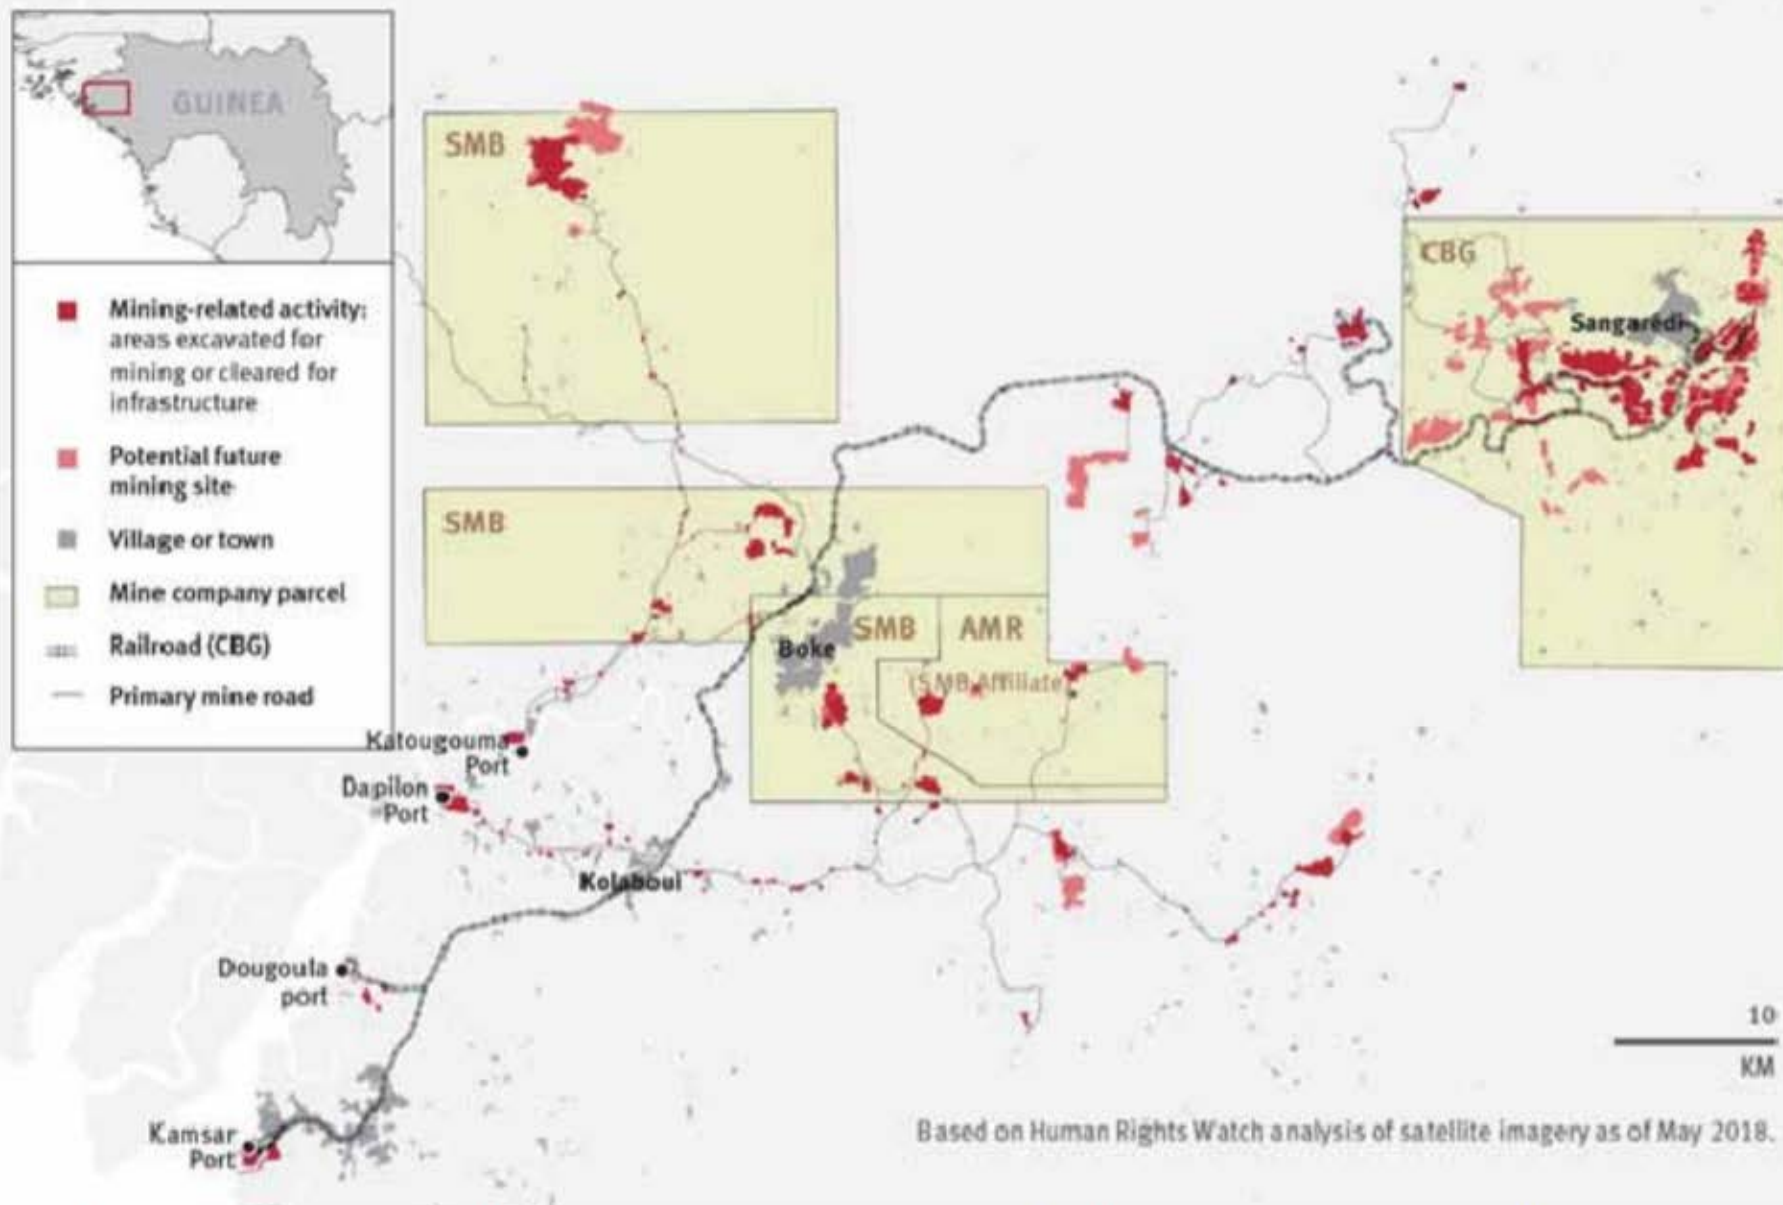 GUINEA
Mining-related activity:
areas excavated for
mining or cleared for
infrastructure
Potential future
mining site
Village or town
Mine company parcel
Railroad (CBG)
Primary mine road
SMB
CBG
Sangaredi
SMB
SMB
AMR
(SMB Affiliate)
Boke
Katougouma
Port
Dapilon
Port
Kolaboui
Dougoula
port
Kamsar
Port
10
KM
Based on Human Rights Watch analysis of satellite imagery as of May 2018.